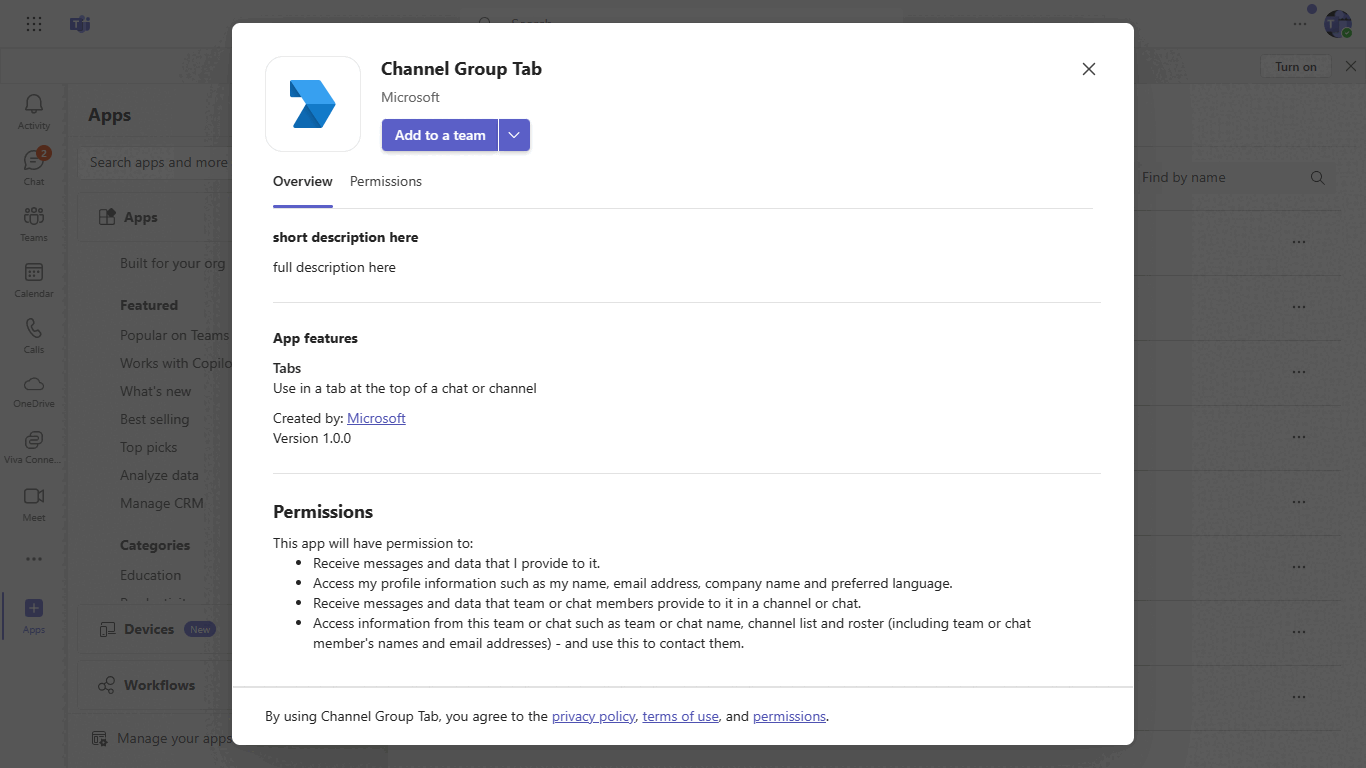 Search
Turn on
Activity
2
Chat
Teams
Calendar
Calls
OneDrive
Viva Conne...
Meet
Apps
Apps
Search apps and more
Apps
Built for your org
Featured
Popular on Teams
Works with Copilo
What's new
Best selling
Top picks
Analyze data
Manage CRM
Categories
Education
Devices New
Workflows
Manage your apps
Find by name
Channel Group Tab
Microsoft
Add to a team
Overview Permissions
short description here
full description here
App features
Tabs
Use in a tab at the top of a chat or channel
Created by: Microsoft
Version 1.0.0
Permissions
This app will have permission to:
• Receive messages and data that I provide to it.
• Access my profile information such as my name, email address, company name and preferred language.
• Receive messages and data that team or chat members provide to it in a channel or chat.
• Access information from this team or chat such as team or chat name, channel list and roster (including team or chat
member's names and email addresses) - and use this to contact them.
By using Channel Group Tab, you agree to the privacy policy, terms of use, and permissions.